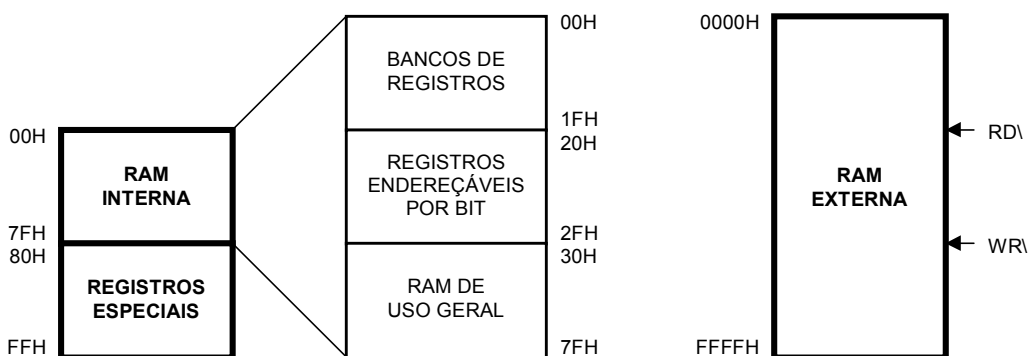 00H
RAM
INTERNA
7FH
80H
REGISTROS
ESPECIAIS
FFH
00H
BANCOS DE
REGISTROS
1FH
20H
REGISTROS
ENDEREÇÁVEIS
POR BIT
2FH
30H
RAM DE
USO GERAL
7FH
0000H
RAM
EXTERNA
RD\
WR\
FFFFH